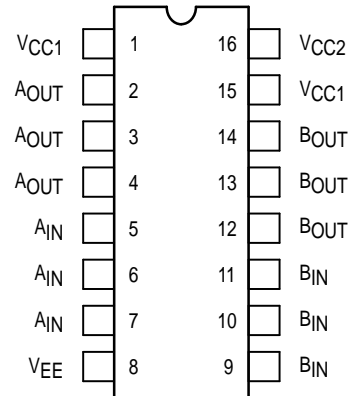 VCC1 1 16 VCC2
AOUT 2 15 VCC1
AOUT 3 14 BOUT
AOUT 4 13 BOUT
AIN 5 12 BOUT
AIN 6 11 BIN
AIN 7 10 BIN
VEE 8 9 BIN